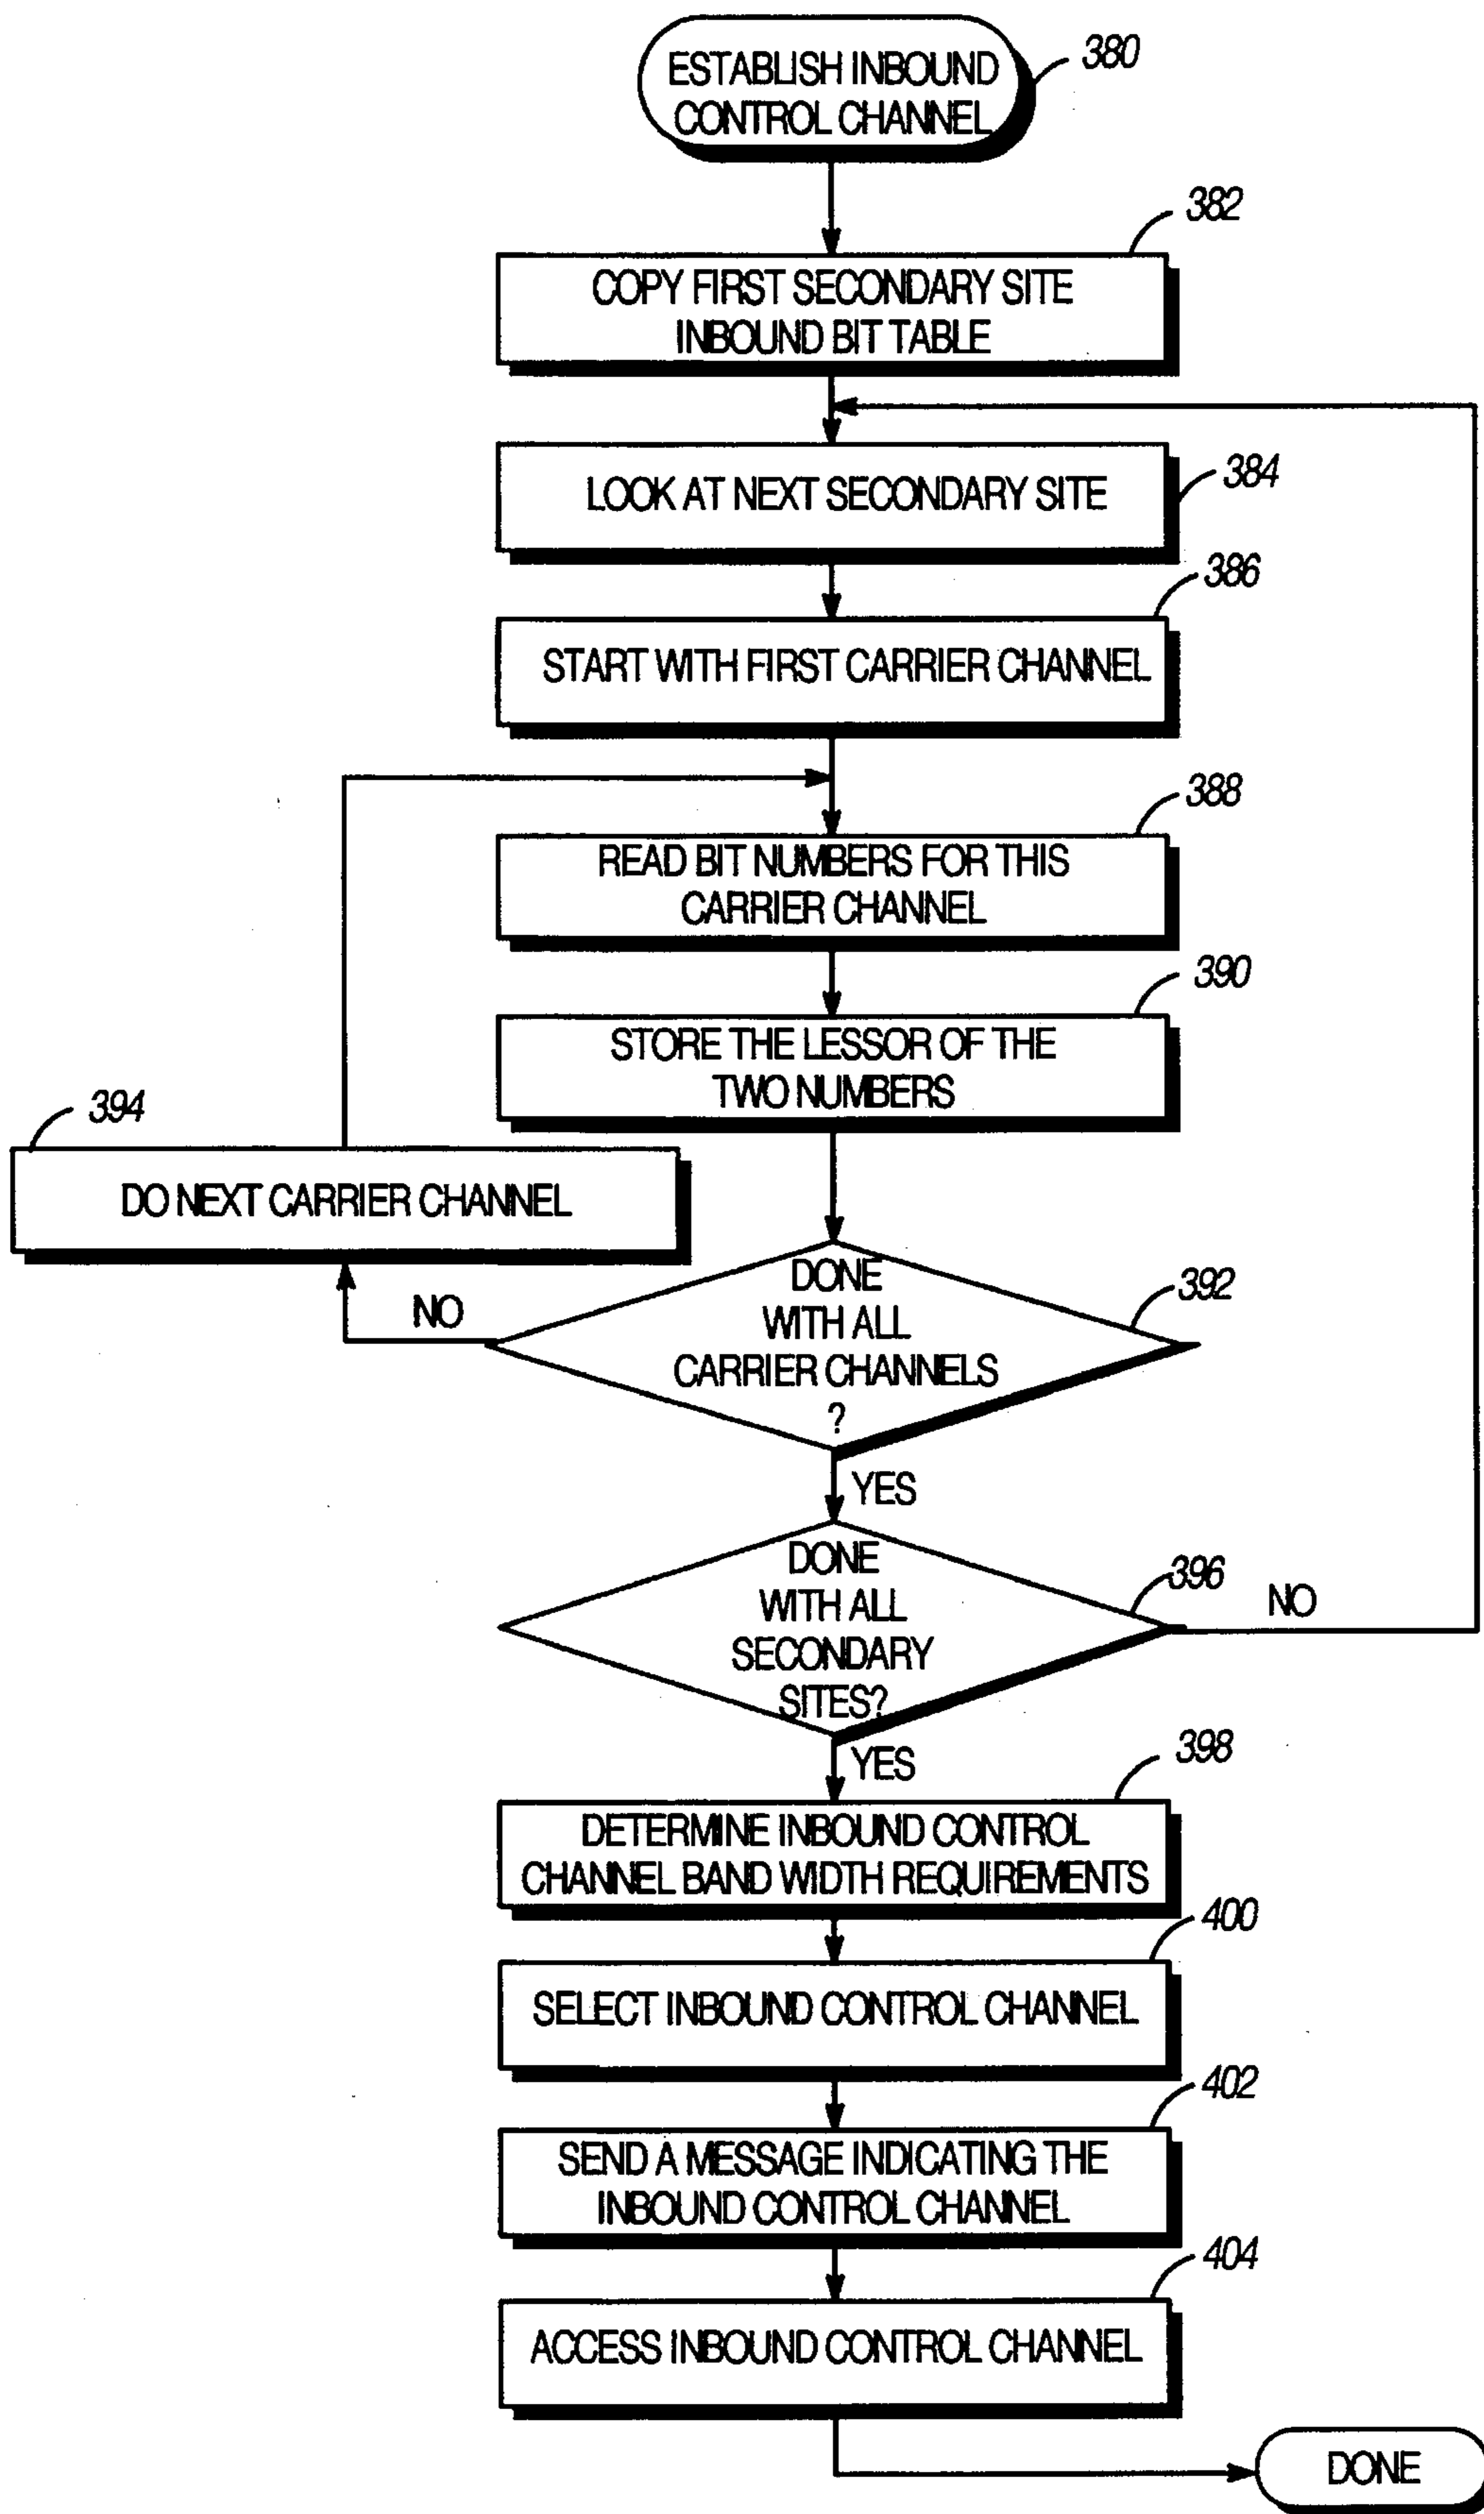 ESTABLISH INBOUND
CONTROL CHANNEL
380
382
COPY FIRST SECONDARY SITE
INBOUND BIT TABLE
LOOK AT NEXT SECONDARY SITE
384
386
START WITH FIRST CARRIER CHANNEL
388
READ BIT NUMBERS FOR THIS
CARRIER CHANNEL
390
STORE THE LESSOR OF THE
TWO NUMBERS
394
DO NEXT CARRIER CHANNEL
392
DONE
WITH ALL
CARRIER CHANNELS
?
NO
YES
396
DONE
WITH ALL
SECONDARY
SITES?
NO
YES
398
DETERMINE INBOUND CONTROL
CHANNEL BAND WIDTH REQUIREMENTS
400
SELECT INBOUND CONTROL CHANNEL
402
SEND A MESSAGE INDICATING THE
INBOUND CONTROL CHANNEL
404
ACCESS INBOUND CONTROL CHANNEL
DONE